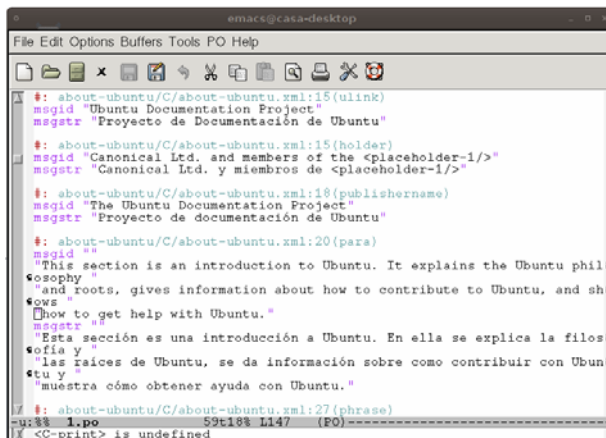 emacs@casa-desktop
File Edit Options Buffers Tools PO Help
#: about-ubuntu/C/about-ubuntu.xml:15(ulink)
msgid "Ubuntu Documentation Project"
msgstr "Proyecto de Documentación de Ubuntu"
#: about-ubuntu/C/about-ubuntu.xml:15(holder)
msgid "Canonical Ltd. and members of the <placeholder-1/>"
msgstr "Canonical Ltd. y miembros de <placeholder-1/>"
#: about-ubuntu/C/about-ubuntu.xml:18(publishername)
msgid "The Ubuntu Documentation Project"
msgstr "Proyecto de documentación de Ubuntu"
#: about-ubuntu/C/about-ubuntu.xml:20(para)
msgid ""
"This section is an introduction to Ubuntu. It explains the Ubuntu phil
osophy "
"and roots, gives information about how to contribute to Ubuntu, and sh
ows "
"how to get help with Ubuntu."
msgstr ""
"Esta sección es una introducción a Ubuntu. En ella se explica la filos
ofía y "
"las raíces de Ubuntu, se da información sobre como contribuir con Ubun
tu y "
"muestra cómo obtener ayuda con Ubuntu."
#: about-ubuntu/C/about-ubuntu.xml:27(phrase)
-u:%% 1.po 59t18% L147 (PO)
<C-print> is undefined